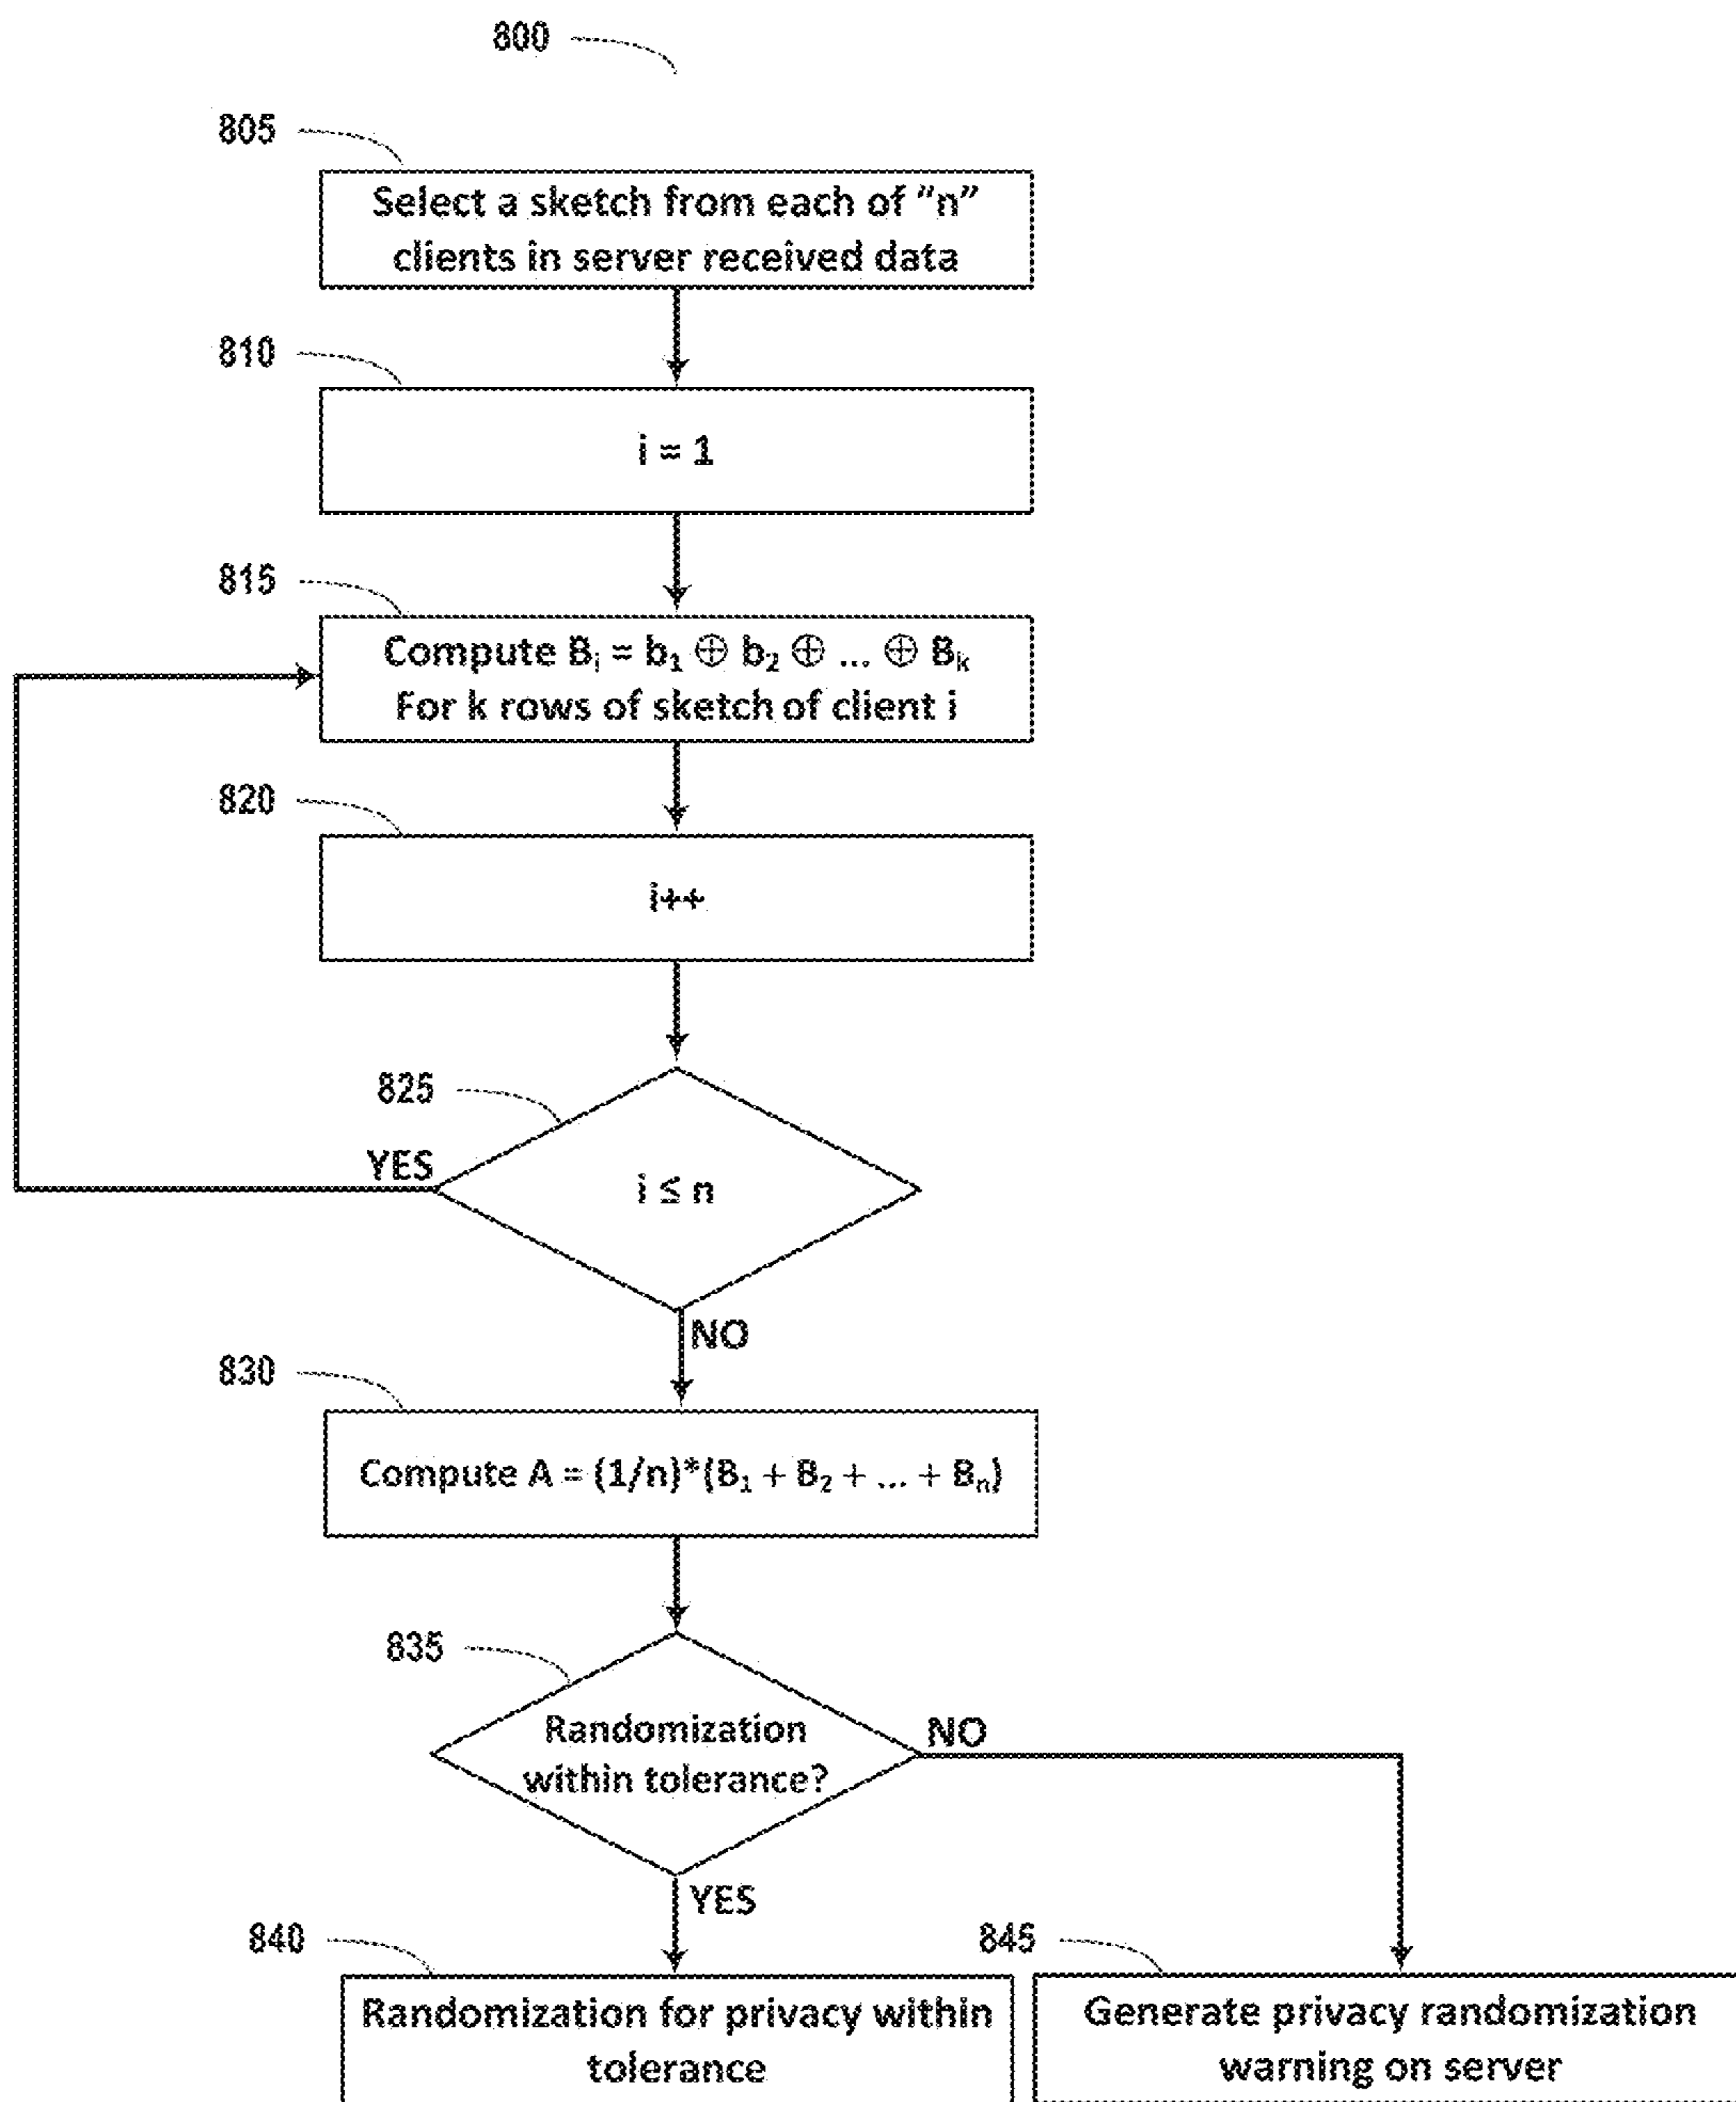 800
805
Select a sketch from each of “n”
clients in server received data
810
i = 1
815
Compute Bᵢ = b₁ ⊕ b₂ ⊕ ... ⊕ Bₖ
For k rows of sketch of client i
820
i++
825
YES
i ≤ n
NO
830
Compute A = (1/n)*(B₁ + B₂ + ... + Bₙ)
835
Randomization
within tolerance?
NO
YES
840
Randomization for privacy within
tolerance
845
Generate privacy randomization
warning on server